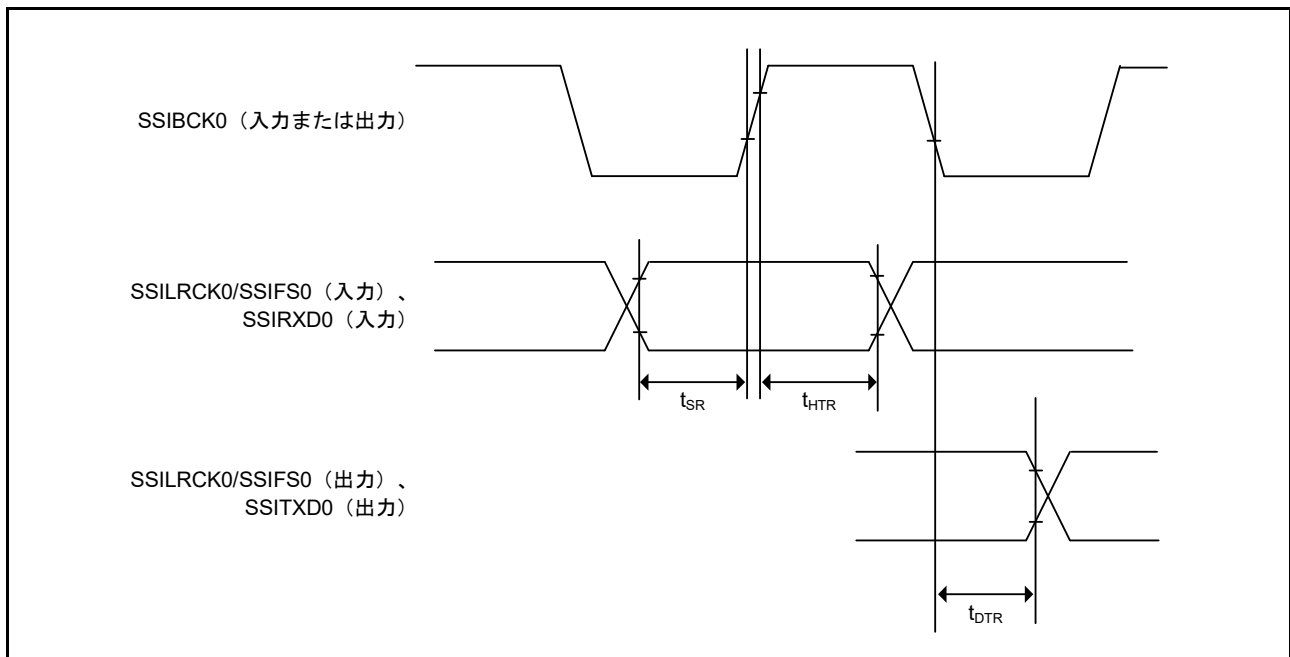 SSIBCK0（入力または出力）
SSILRCK0/SSIFS0（入力）、
SSIRXD0（入力）
tSR
tHTR
SSILRCK0/SSIFS0（出力）、
SSITXD0（出力）
tDTR